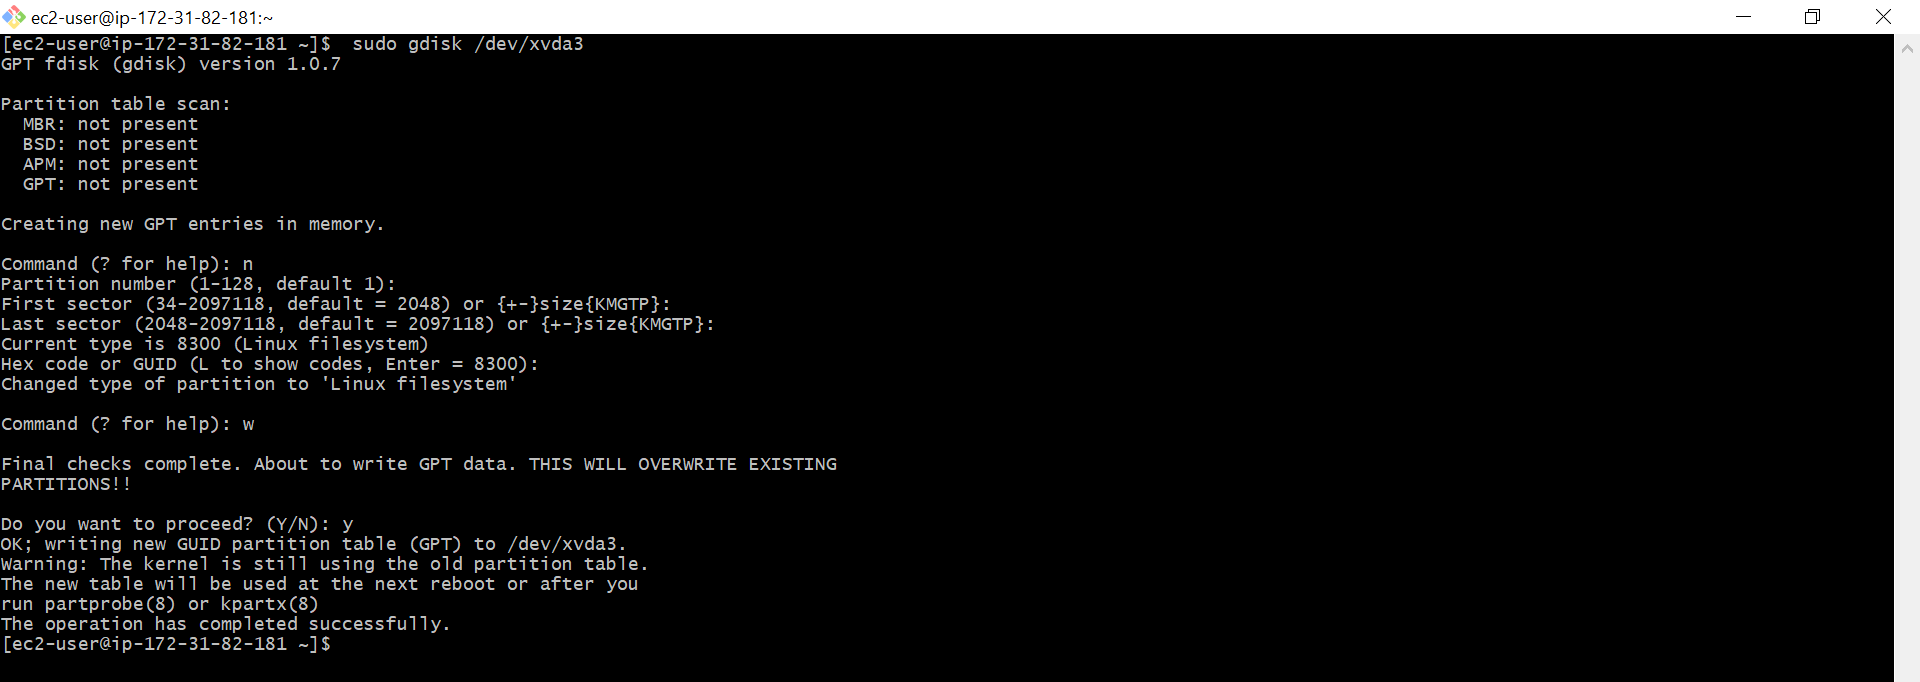 ec2-user@ip-172-31-82-181:~
[ec2-user@ip-172-31-82-181 ~]$  sudo gdisk /dev/xvda3
GPT fdisk (gdisk) version 1.0.7
Partition table scan:
  MBR: not present
  BSD: not present
  APM: not present
  GPT: not present
Creating new GPT entries in memory.
Command (? for help): n
Partition number (1-128, default 1):
First sector (34-2097118, default = 2048) or {+-}size{KMGTP}:
Last sector (2048-2097118, default = 2097118) or {+-}size{KMGTP}:
Current type is 8300 (Linux filesystem)
Hex code or GUID (L to show codes, Enter = 8300):
Changed type of partition to 'Linux filesystem'
Command (? for help): w
Final checks complete. About to write GPT data. THIS WILL OVERWRITE EXISTING
PARTITIONS!!
Do you want to proceed? (Y/N): y
OK; writing new GUID partition table (GPT) to /dev/xvda3.
Warning: The kernel is still using the old partition table.
The new table will be used at the next reboot or after you
run partprobe(8) or kpartx(8)
The operation has completed successfully.
[ec2-user@ip-172-31-82-181 ~]$